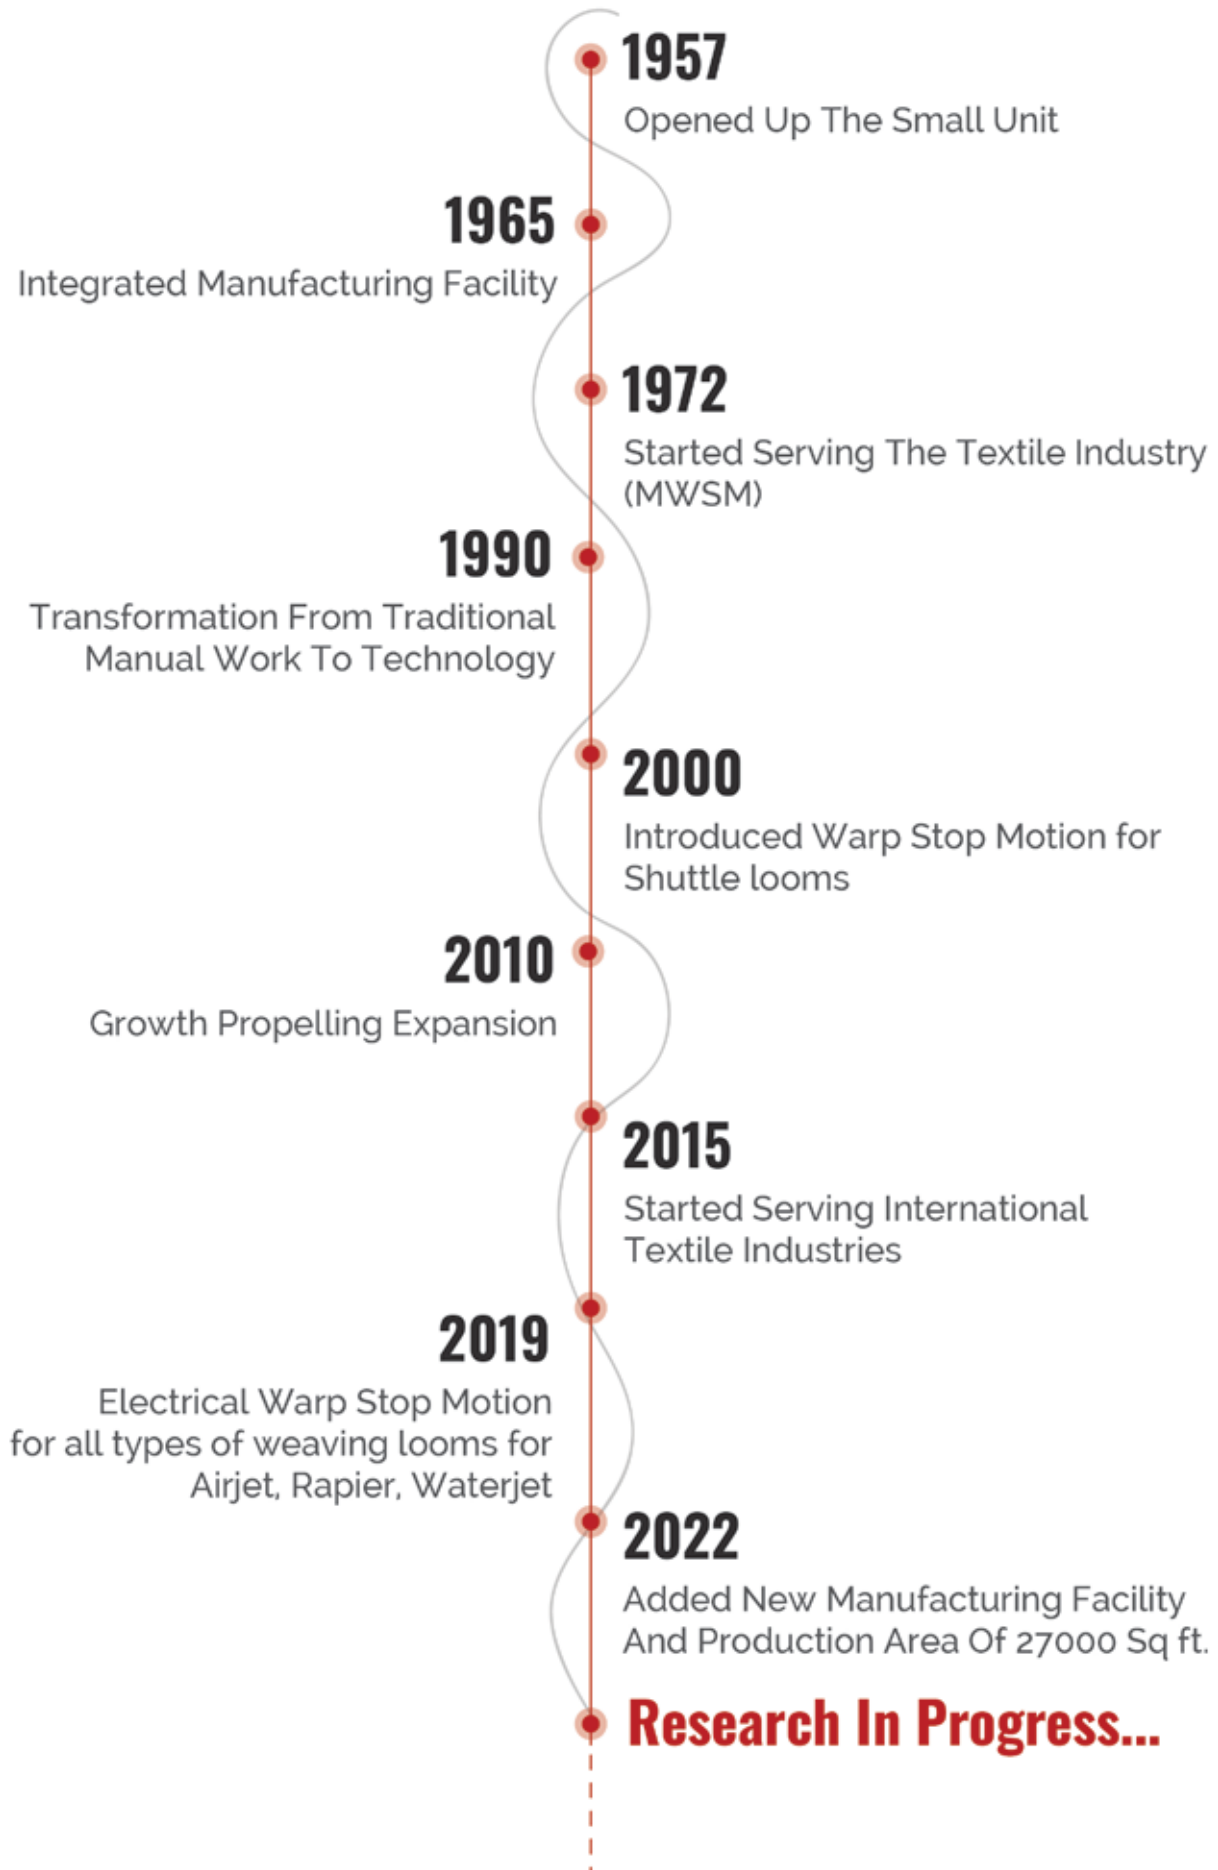 1957
Opened Up The Small Unit
1965
Integrated Manufacturing Facility
1972
Started Serving The Textile Industry
(MWSM)
1990
Transformation From Traditional
Manual Work To Technology
2000
Introduced Warp Stop Motion for
Shuttle looms
2010
Growth Propelling Expansion
2015
Started Serving International
Textile Industries
2019
Electrical Warp Stop Motion
for all types of weaving looms for
Airjet, Rapier, Waterjet
2022
Added New Manufacturing Facility
And Production Area Of 27000 Sq ft.
Research In Progress...